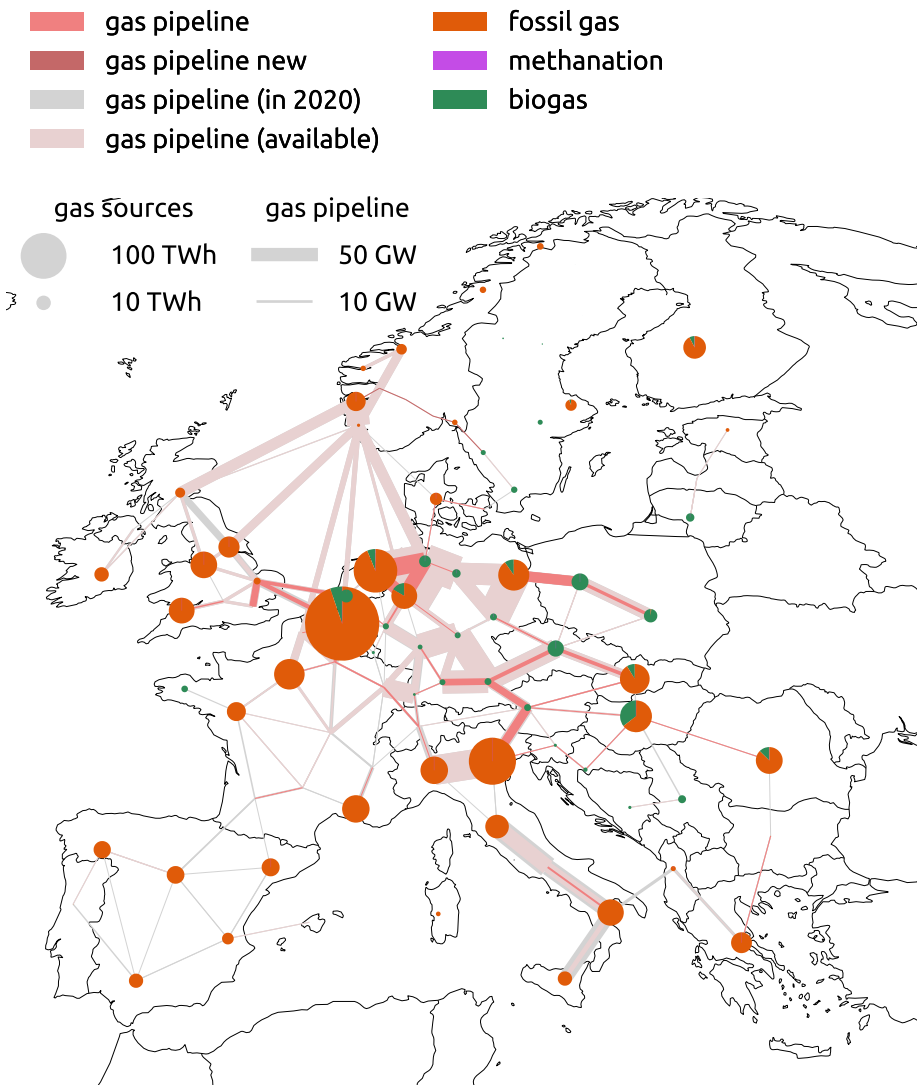 gas pipeline
gas pipeline new
gas pipeline (in 2020)
gas pipeline (available)
fossil gas
methanation
biogas
gas sources
100 TWh
10 TWh
gas pipeline
50 GW
10 GW